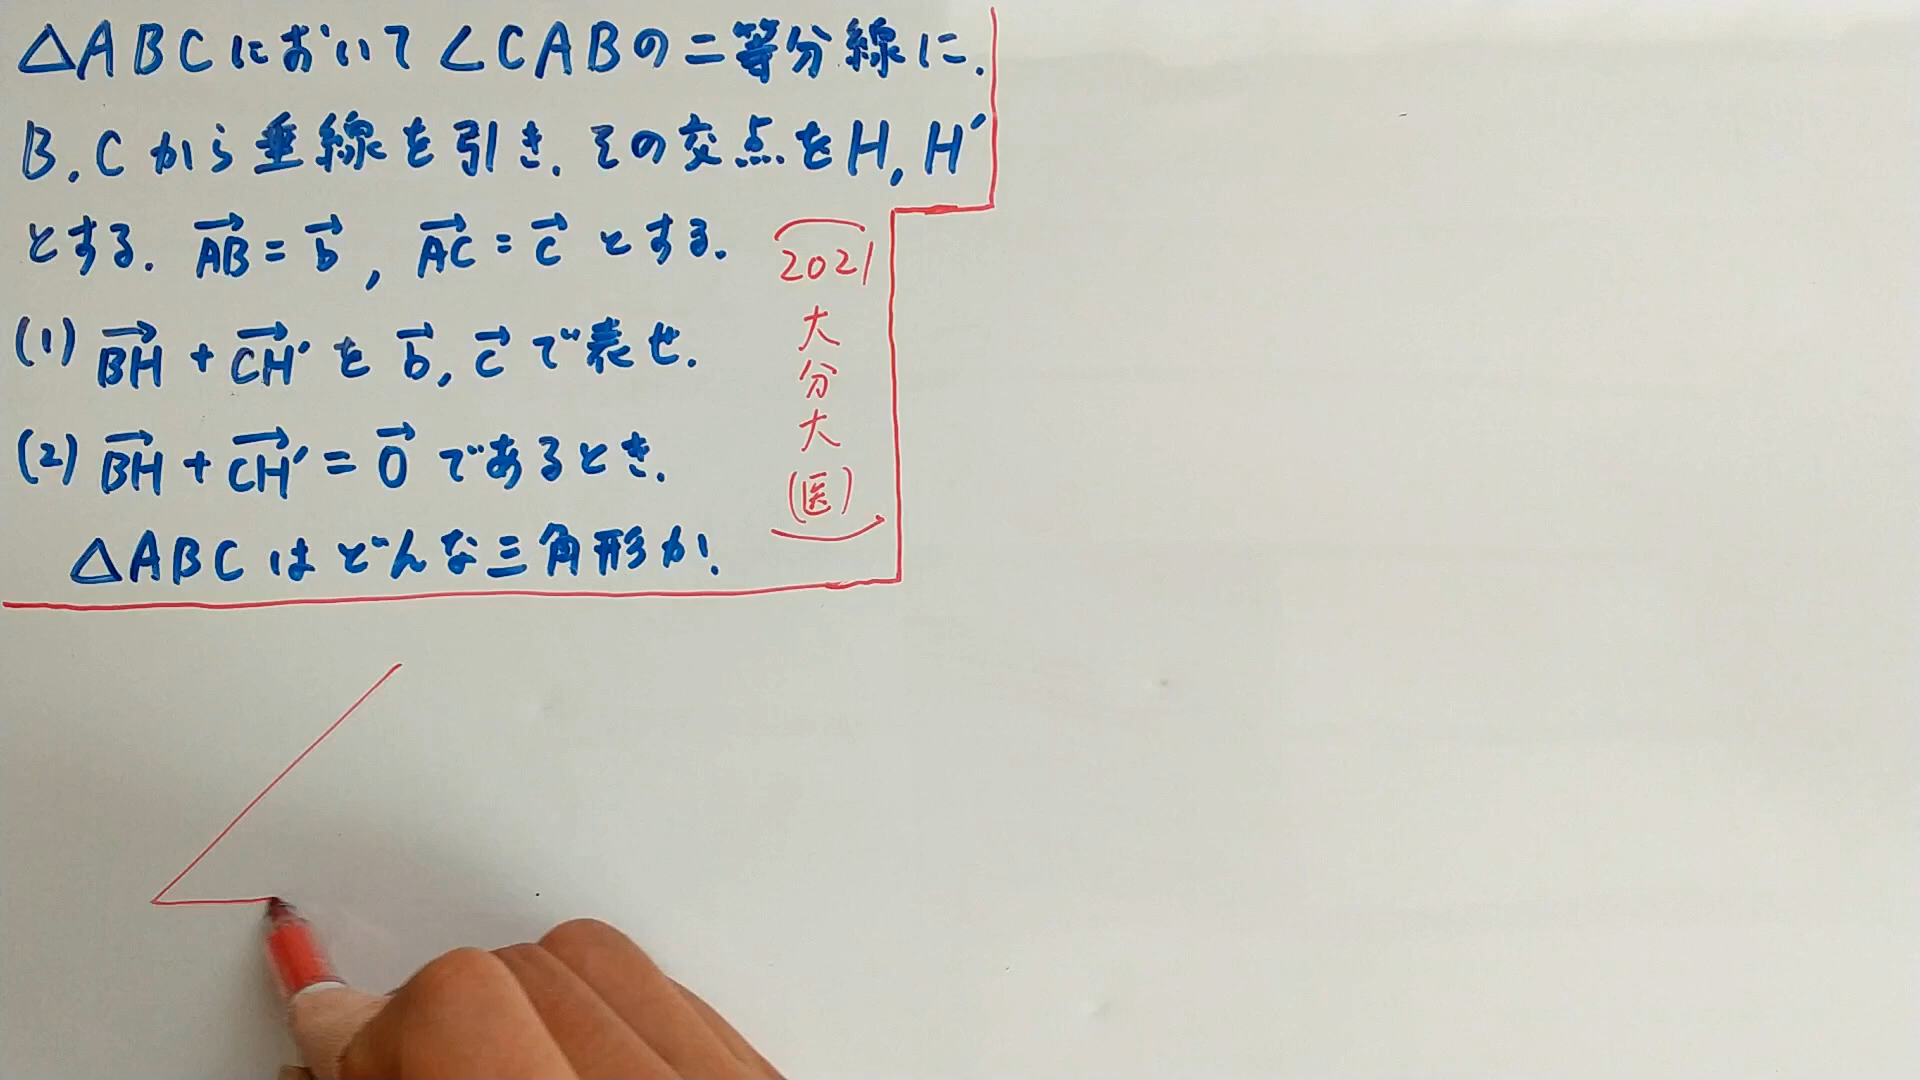 △ABCにおいて∠CABの二等分線に.
B.Cから垂線を引き.その交点をH,H'
とする. →AB=→b, →AC=→cとする.
(1) →BH+→CH'を→b,→cで表せ.
(2) →BH+→CH'=→0であるとき.
△ABCはどんな三角形か.
(2021
大
分
大
(医))